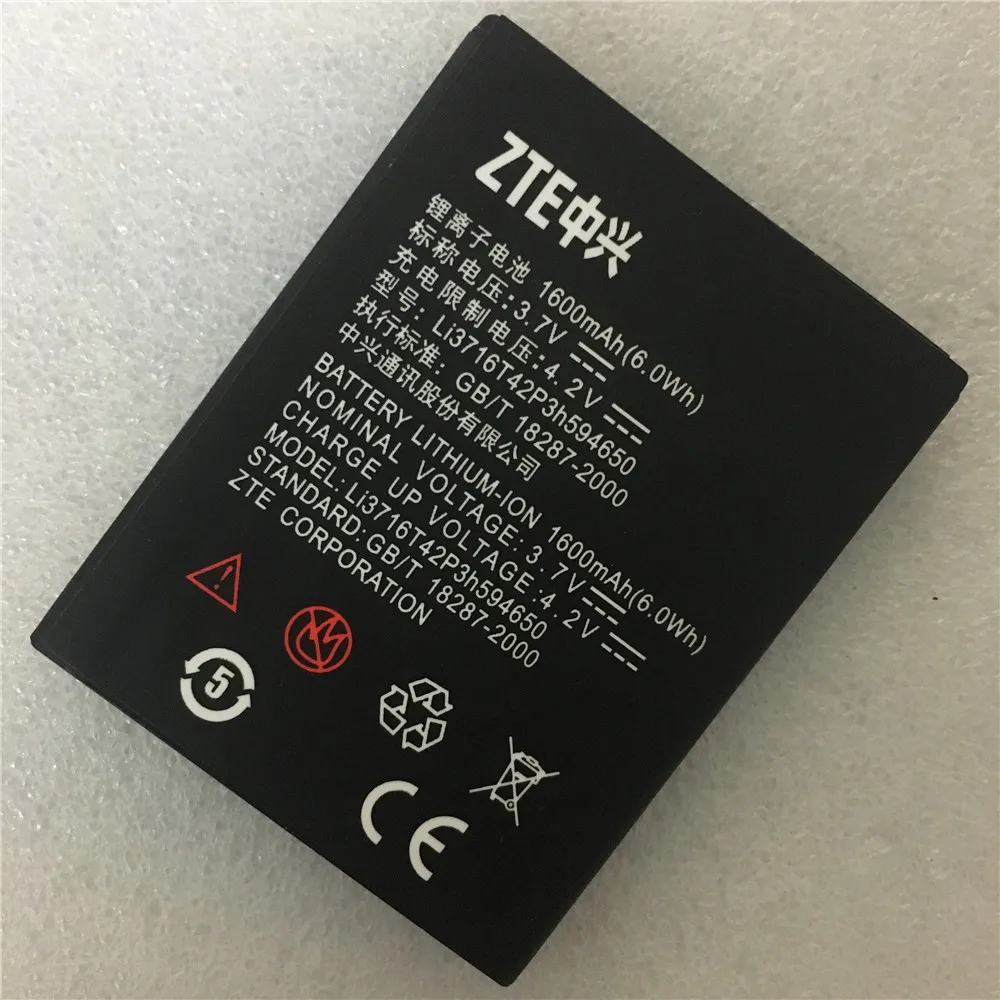 ZTE中兴
锂离子电池 1600mAh(6.0Wh)
标称电压:3.7V
充电限制电压:4.2V
型号:Li3716T42P3h594650
执行标准:GB/T 18287-2000
中兴通讯股份有限公司
BATTERY LITHIUM-ION 1600mAh(6.0Wh)
NOMINAL VOLTAGE:3.7V
CHARGE UP VOLTAGE:4.2V
MODEL:Li3716T42P3h594650
STANDARD:GB/T 18287-2000
ZTE CORPORATION
5
CE